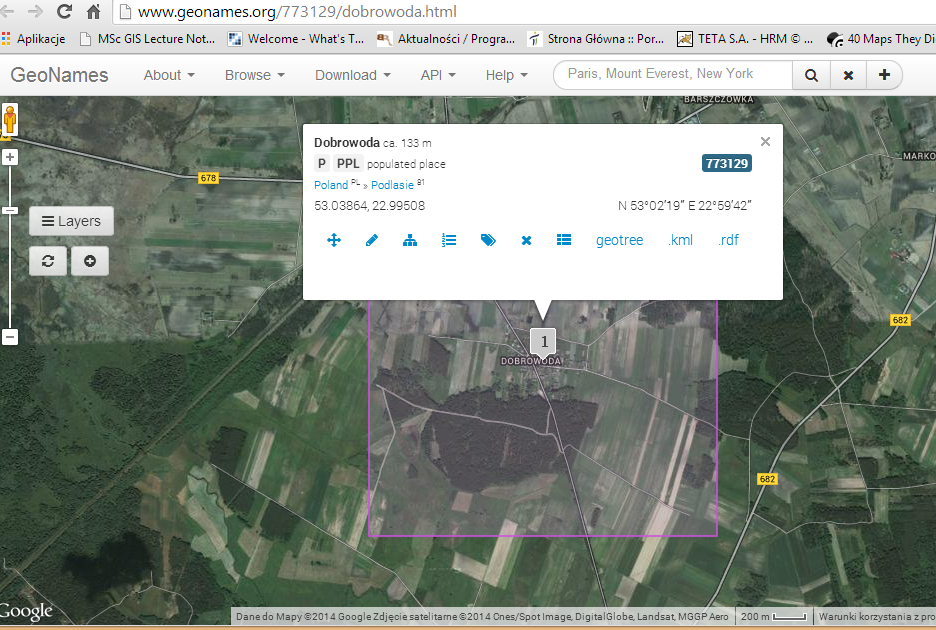 www.geonames.org/773129/dobrowoda.html
Aplikacje MSc GIS Lecture Not... Welcome - What's T... Aktualności / Progra... Strona Główna :: Por... TETA S.A. - HRM © ... 40 Maps They Di
GeoNames About Browse Download API Help Paris, Mount Everest, New York
BARSZCZÓWKA
MARKO
Dobrowoda ca. 133 m
P PPL populated place 773129
Poland PL » Podlasie 81
53.03864, 22.99508 N 53°02'19" E 22°59'42"
geotree .kml .rdf
678
Layers
682
1
DOBROWODA
682
Google
Dane do Mapy ©2014 Google Zdjęcie satelitarne ©2014 Cnes/Spot Image, DigitalGlobe, Landsat, MGGP Aero 200 m Warunki korzystania z pro